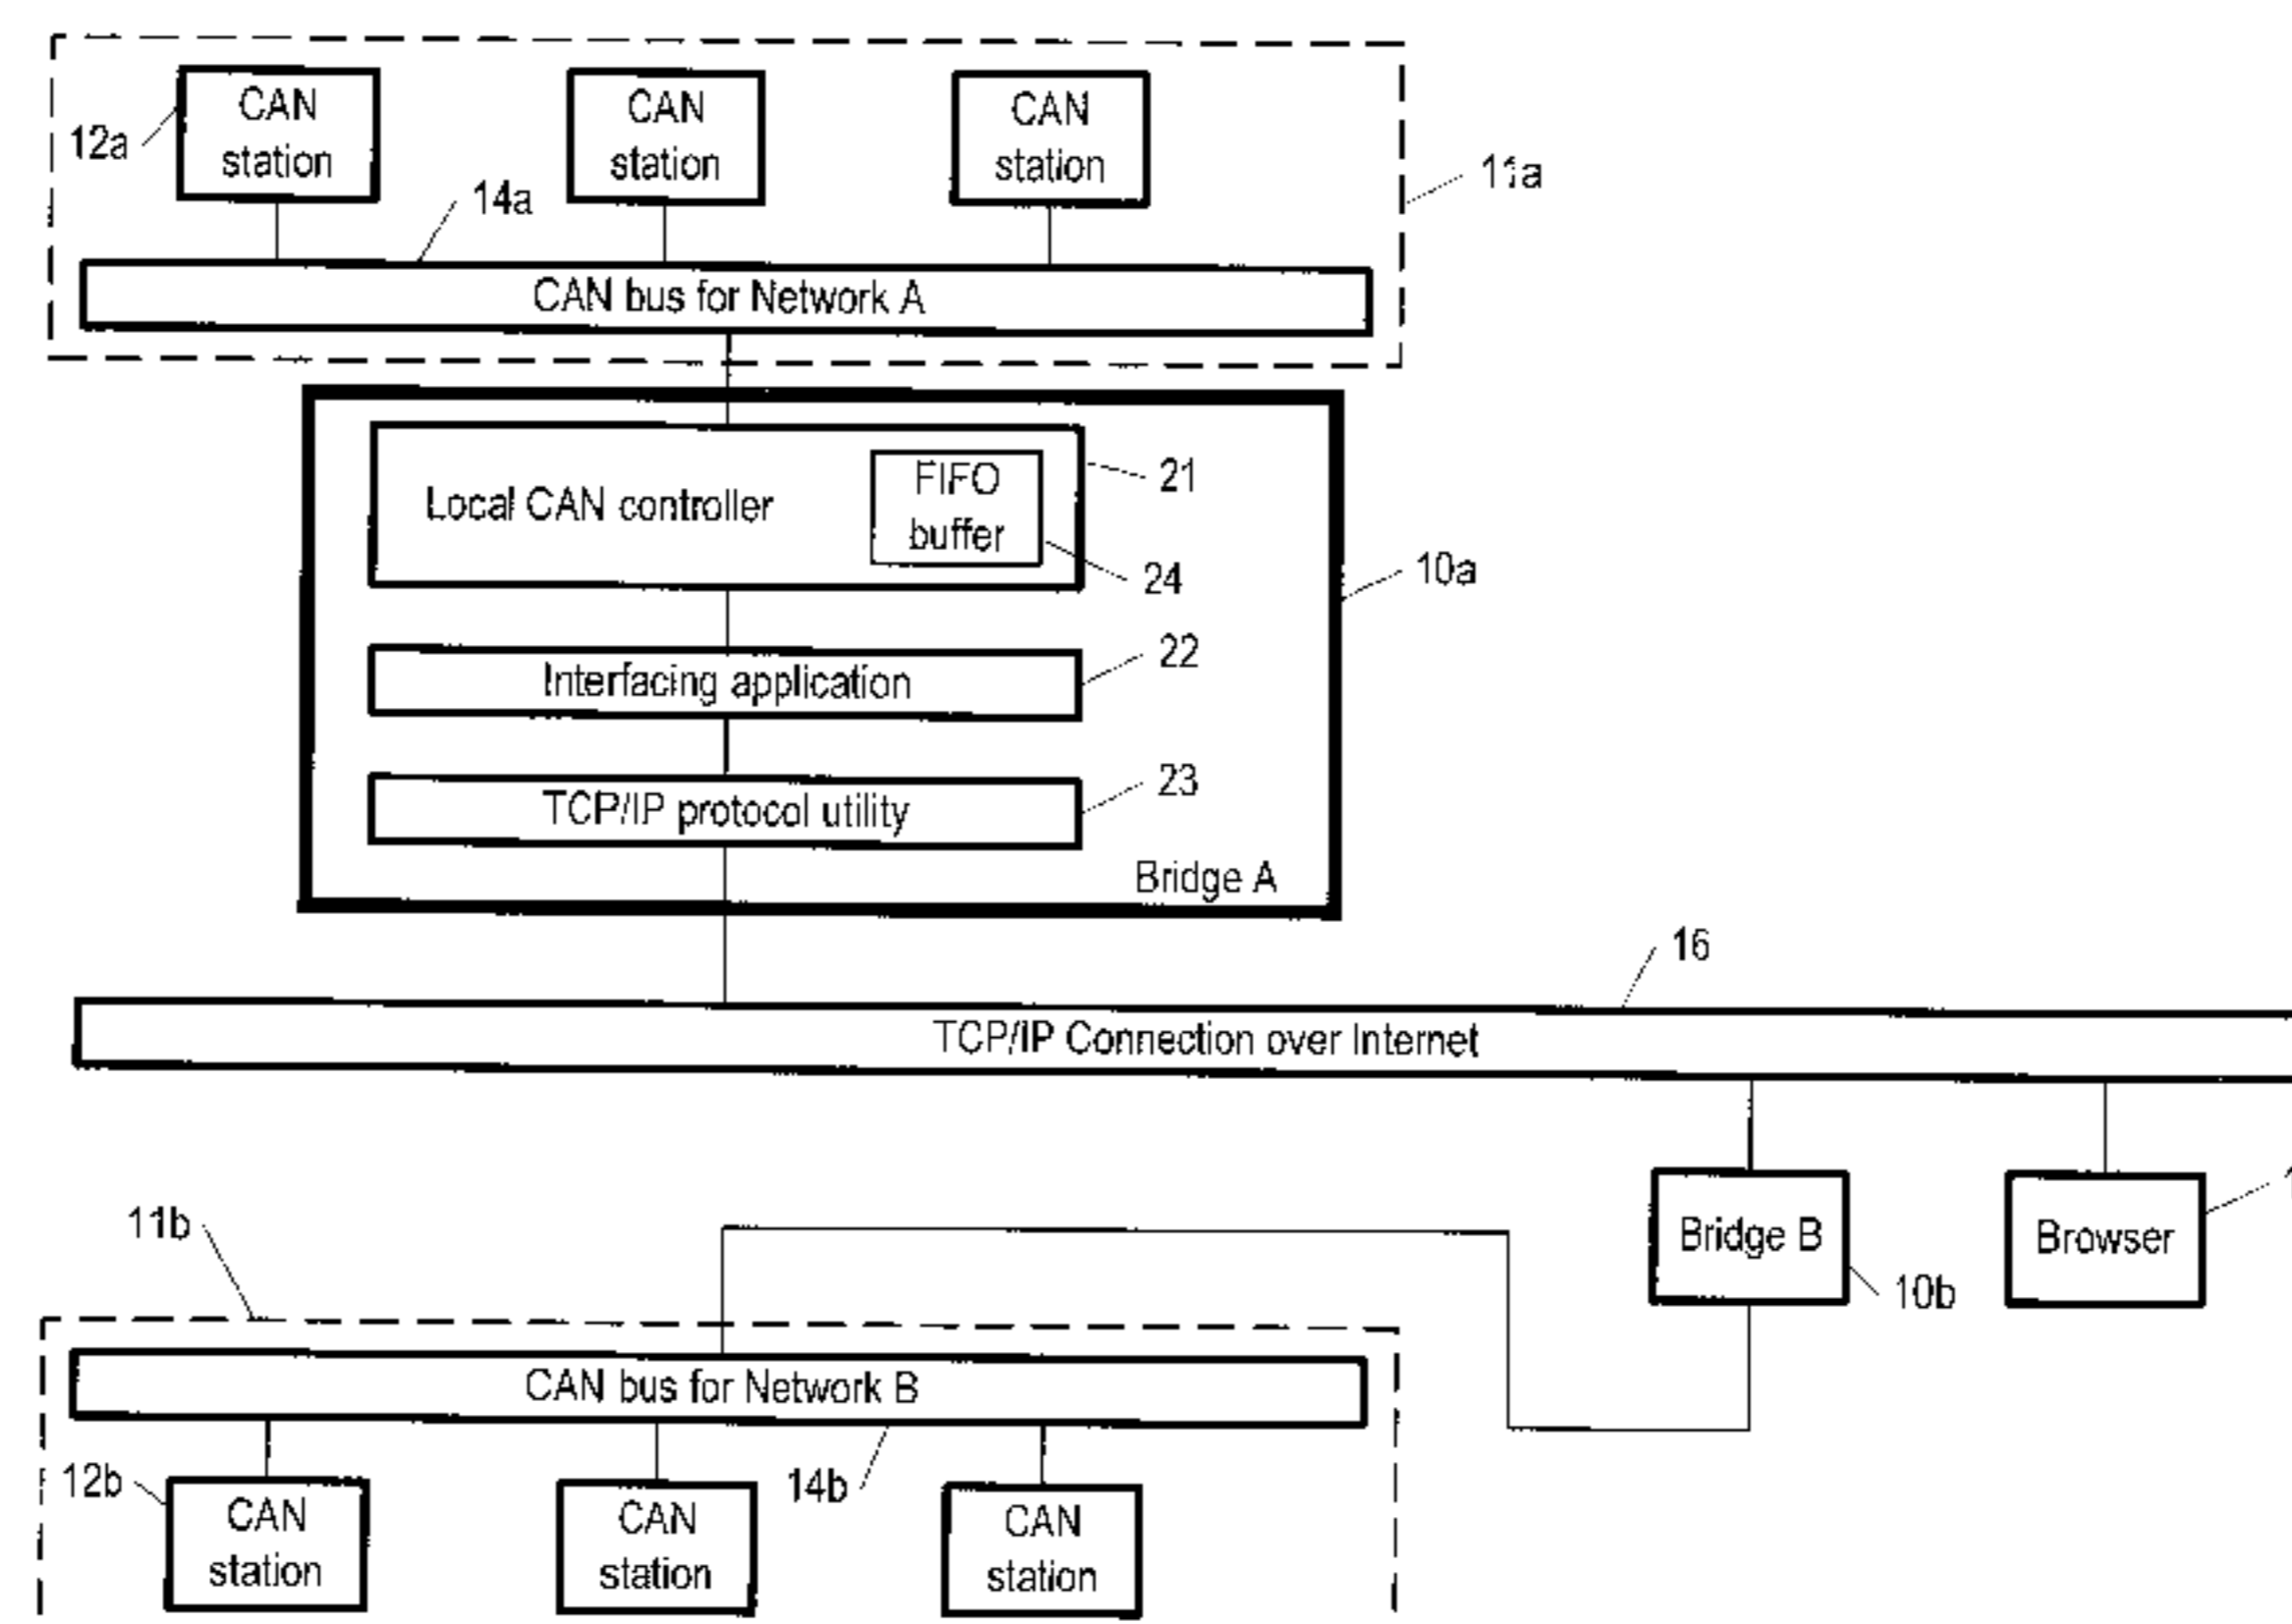 CAN
station
CAN
station
CAN
station
12a
14a
11a
CAN bus for Network A
Local CAN controller
FIFO
buffer
21
24
10a
Interfacing application
22
TCP/IP protocol utility
23
Bridge A
16
TCP/IP Connection over Internet
11b
Bridge B
10b
Browser
CAN bus for Network B
12b
14b
CAN
station
CAN
station
CAN
station